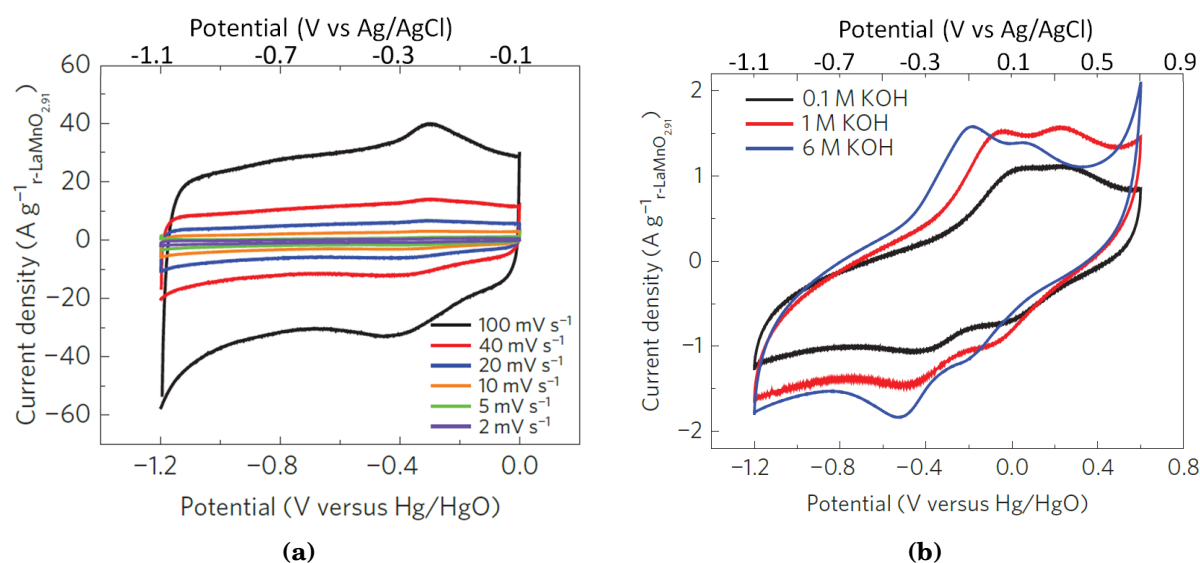 Potential (V vs Ag/AgCl)
-1.1 -0.7 -0.3 -0.1
60
40
20
0
−20
−40
−60
Current density (A g⁻¹ r-LaMnO2.91)
100 mV s⁻¹
40 mV s⁻¹
20 mV s⁻¹
10 mV s⁻¹
5 mV s⁻¹
2 mV s⁻¹
−1.2 −0.8 −0.4 0.0
Potential (V versus Hg/HgO)
(a)
Potential (V vs Ag/AgCl)
-1.1 -0.7 -0.3 0.1 0.5 0.9
2
1
0
−1
−2
Current density (A g⁻¹ r-LaMnO2.91)
0.1 M KOH
1 M KOH
6 M KOH
−1.2 −0.8 −0.4 0.0 0.4 0.8
Potential (V versus Hg/HgO)
(b)